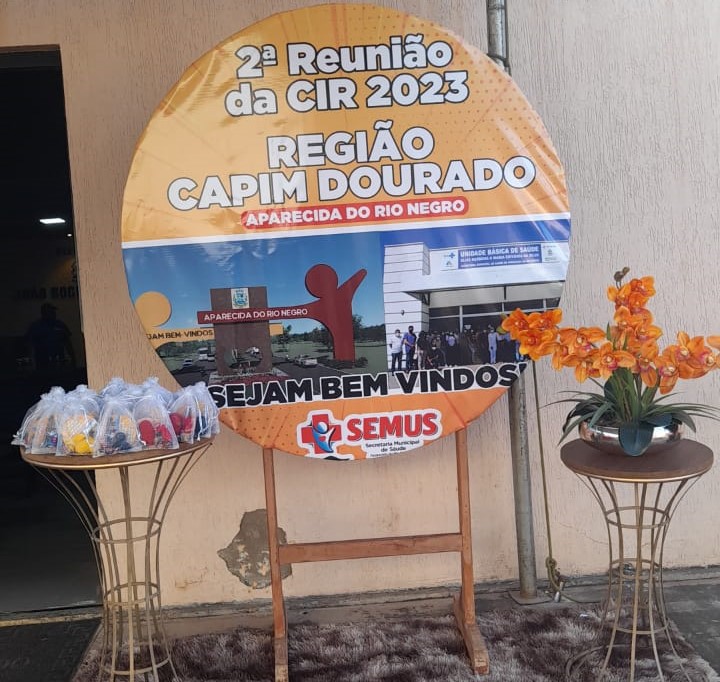 2ª Reunião
da CIR 2023
REGIÃO
CAPIM DOURADO
APARECIDA DO RIO NEGRO
UNIDADE BÁSICA DE SAÚDE
APARECIDA DO RIO NEGRO
JAM BEM-VINDOS
SEJAM BEM VINDOS!
SEMUS
Secretaria Municipal
de Saúde